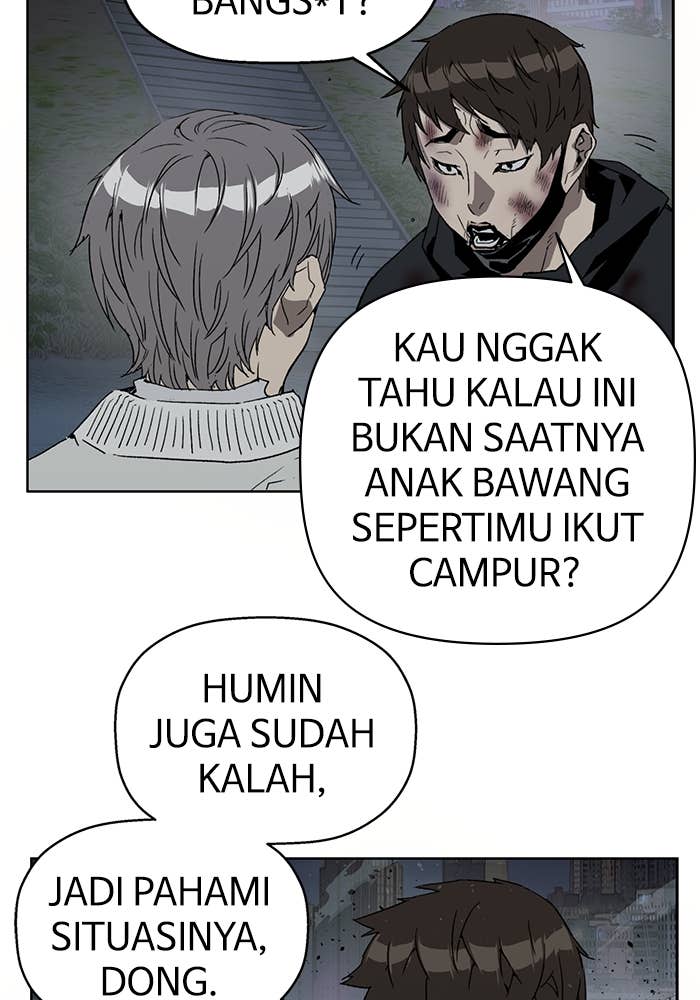 BANGS*T?
KAU NGGAK
TAHU KALAU INI
BUKAN SAATNYA
ANAK BAWANG
SEPERTIMU IKUT
CAMPUR?
HUMIN
JUGA SUDAH
KALAH,
JADI PAHAMI
SITUASINYA,
DONG.